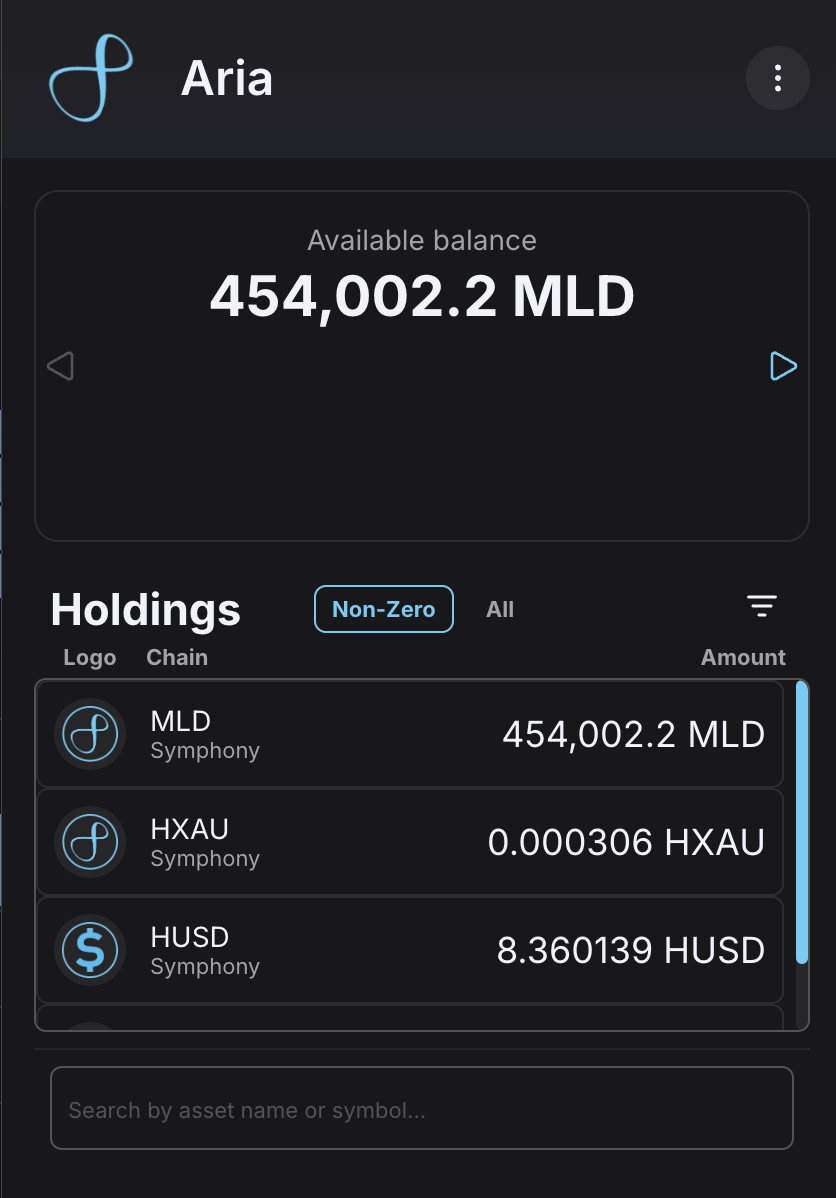 Aria
Available balance
454,002.2 MLD
Holdings Non-Zero All
Logo Chain Amount
MLD 454,002.2 MLD
Symphony
HXAU 0.000306 HXAU
Symphony
HUSD 8.360139 HUSD
Symphony
Search by asset name or symbol...